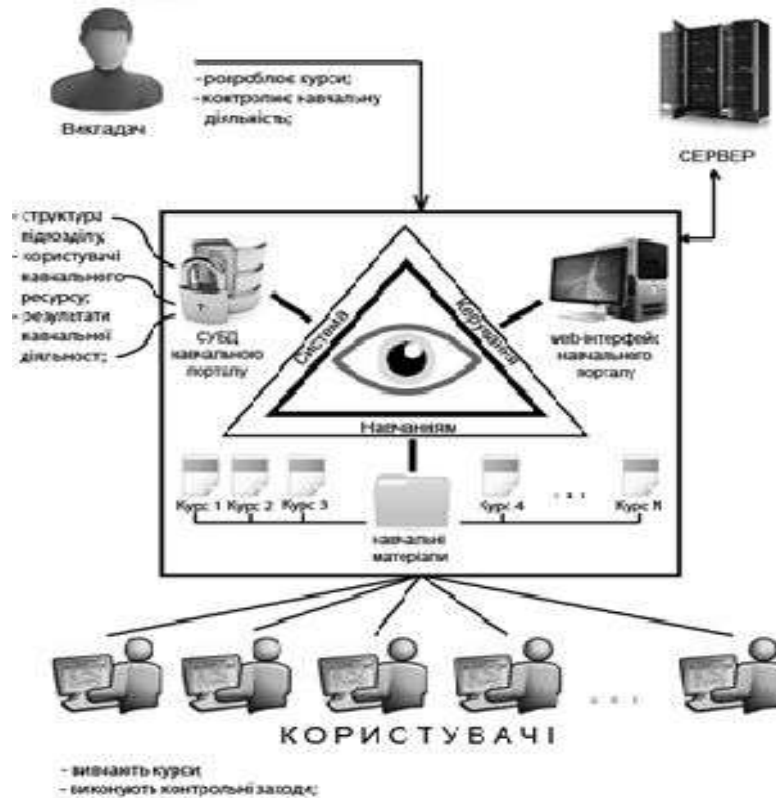 - розробляє курси;
- контролює навчальну
діяльність;
Викладач
СЕРВЕР
- структура
підрозділу;
- користувачі
навчального
ресурсу;
- результати
навчальної
діяльності;
СУБД
навчального
порталу
Система
Керування
Навчанням
web-інтерфейс
навчального
порталу
Курс 1 Курс 2 Курс 3 Курс 4 . . . Курс N
навчальні
матеріали
. . .
КОРИСТУВАЧІ
- вивчають курси
- виконують контрольні заходи;